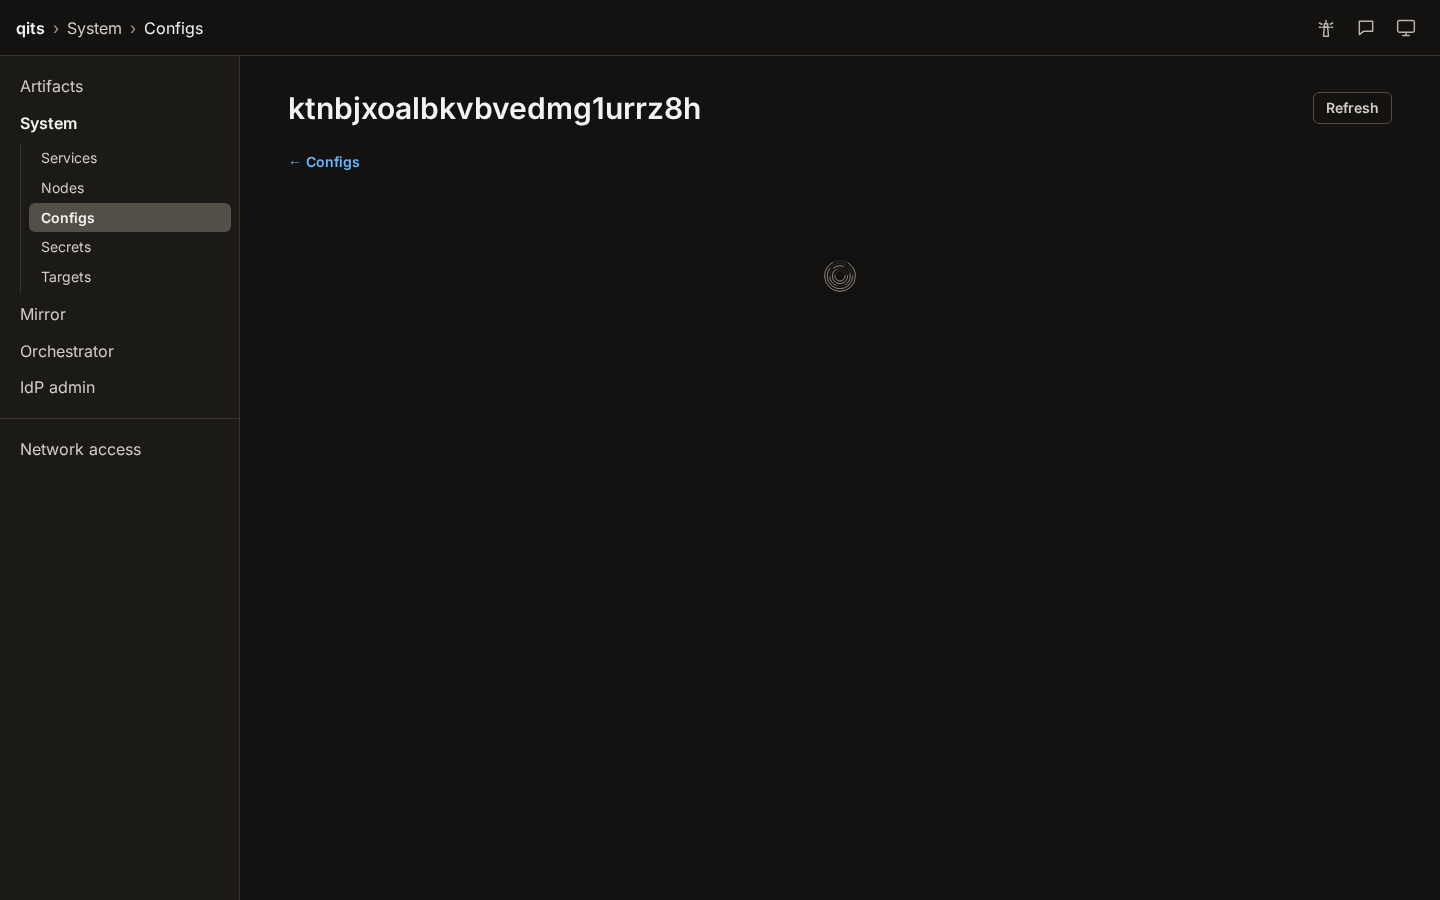 qits › System › Configs
Artifacts
System
Services
Nodes
Configs
Secrets
Targets
Mirror
Orchestrator
IdP admin
Network access
ktnbjxoalbkvbvedmg1urrz8h
Refresh
← Configs